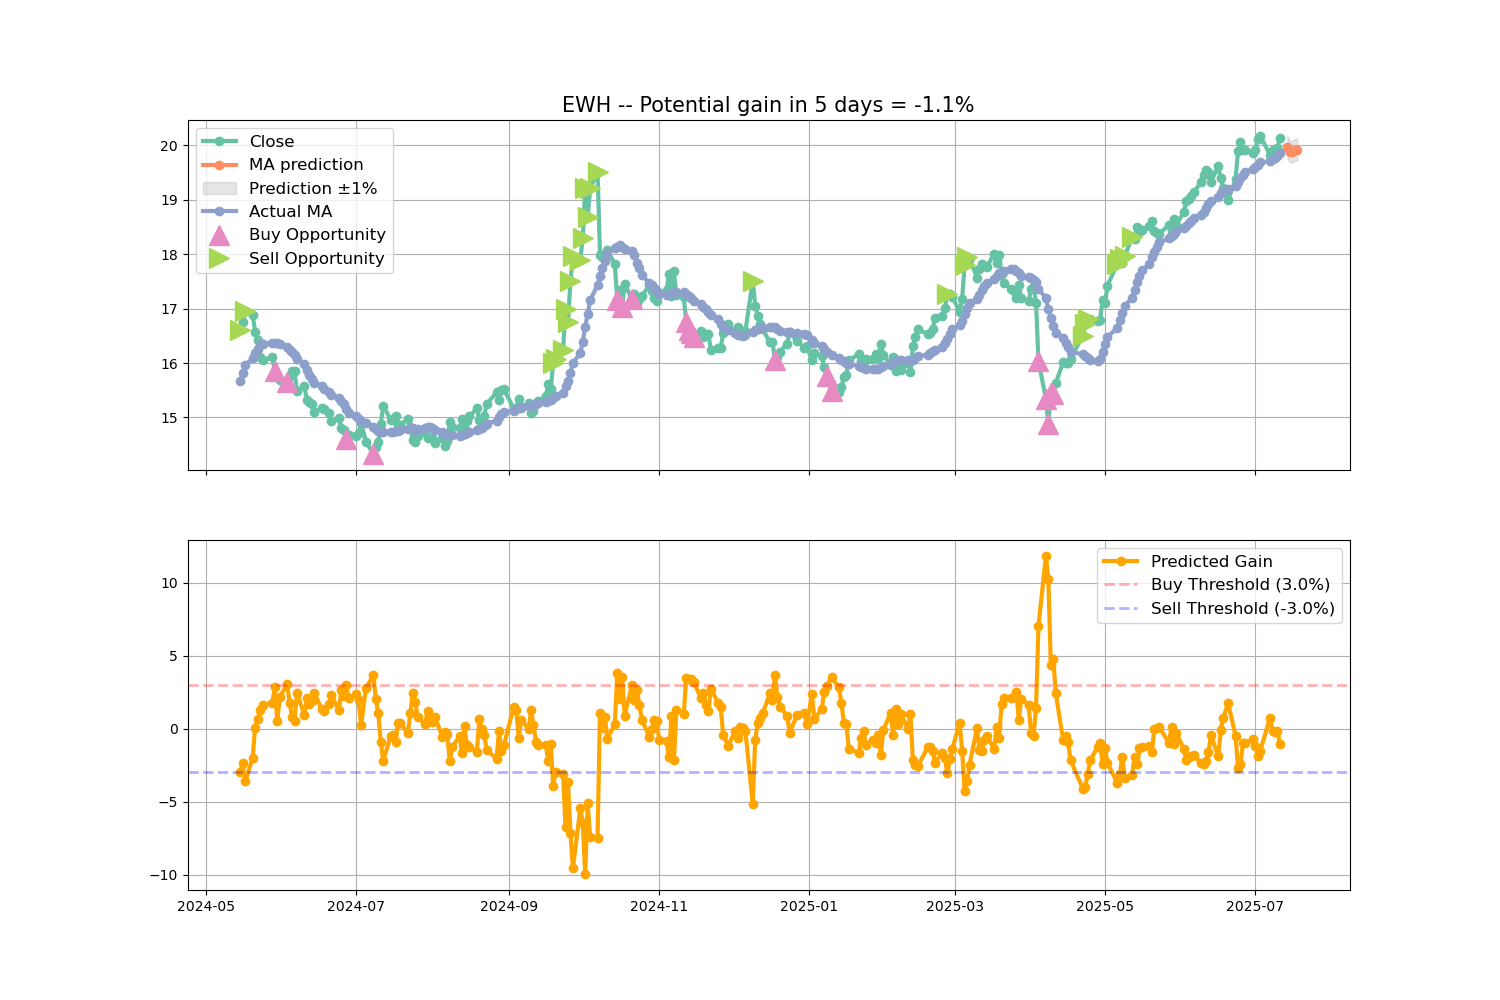 EWH -- Potential gain in 5 days = -1.1%
Close
MA prediction
Prediction ±1%
Actual MA
Buy Opportunity
Sell Opportunity
20
19
18
17
16
15
Predicted Gain
Buy Threshold (3.0%)
Sell Threshold (-3.0%)
10
5
0
−5
−10
2024-05 2024-07 2024-09 2024-11 2025-01 2025-03 2025-05 2025-07